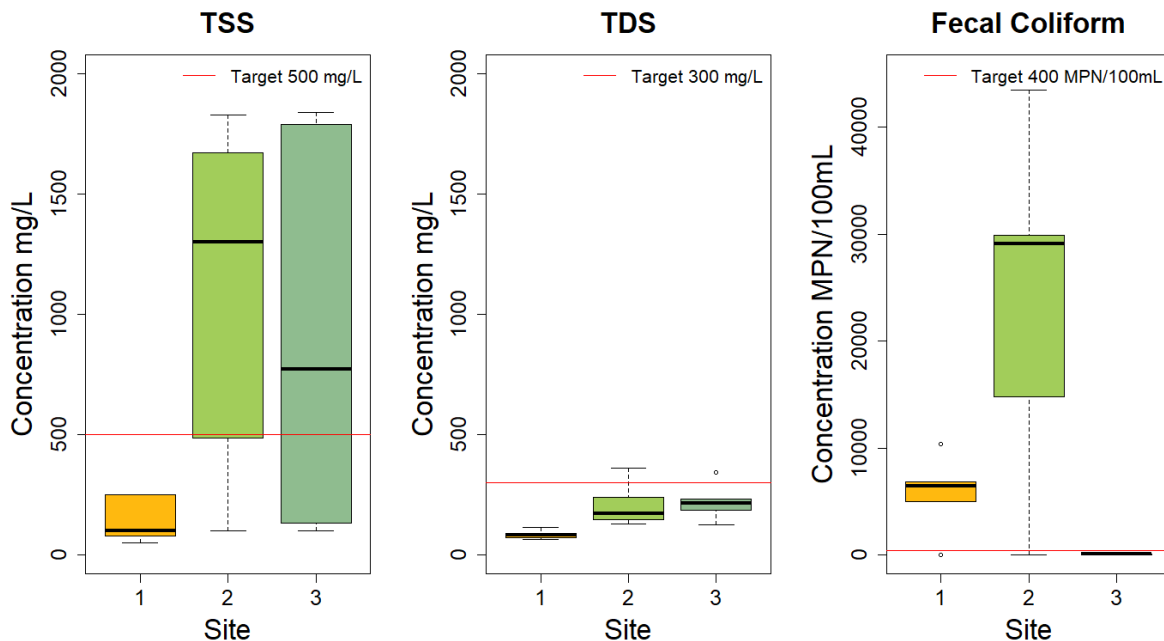 TSS
Target 500 mg/L
Concentration mg/L
2000
1500
1000
500
0
1 2 3
Site
TDS
Target 300 mg/L
Concentration mg/L
2000
1500
1000
500
0
1 2 3
Site
Fecal Coliform
Target 400 MPN/100mL
Concentration MPN/100mL
40000
30000
20000
10000
0
1 2 3
Site